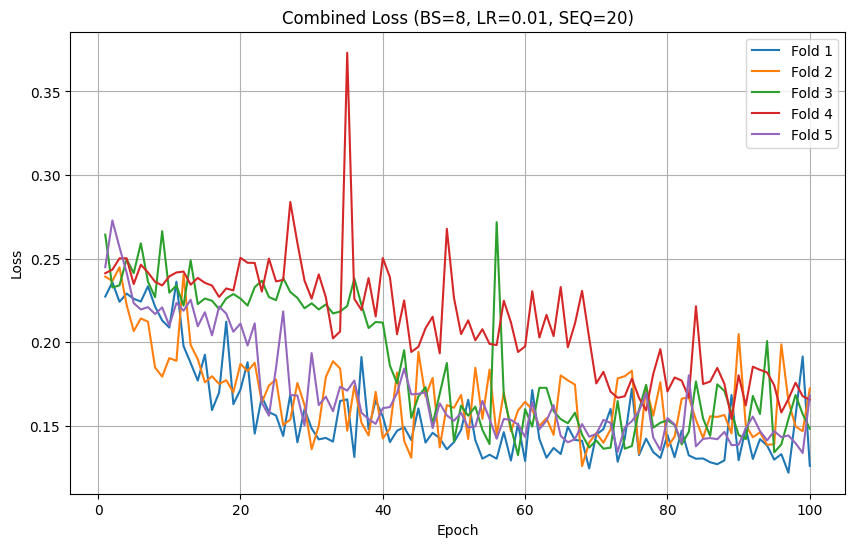 Combined Loss (BS=8, LR=0.01, SEQ=20)
Fold 1
Fold 2
Fold 3
Fold 4
Fold 5
Loss
0.35
0.30
0.25
0.20
0.15
0 20 40 60 80 100
Epoch